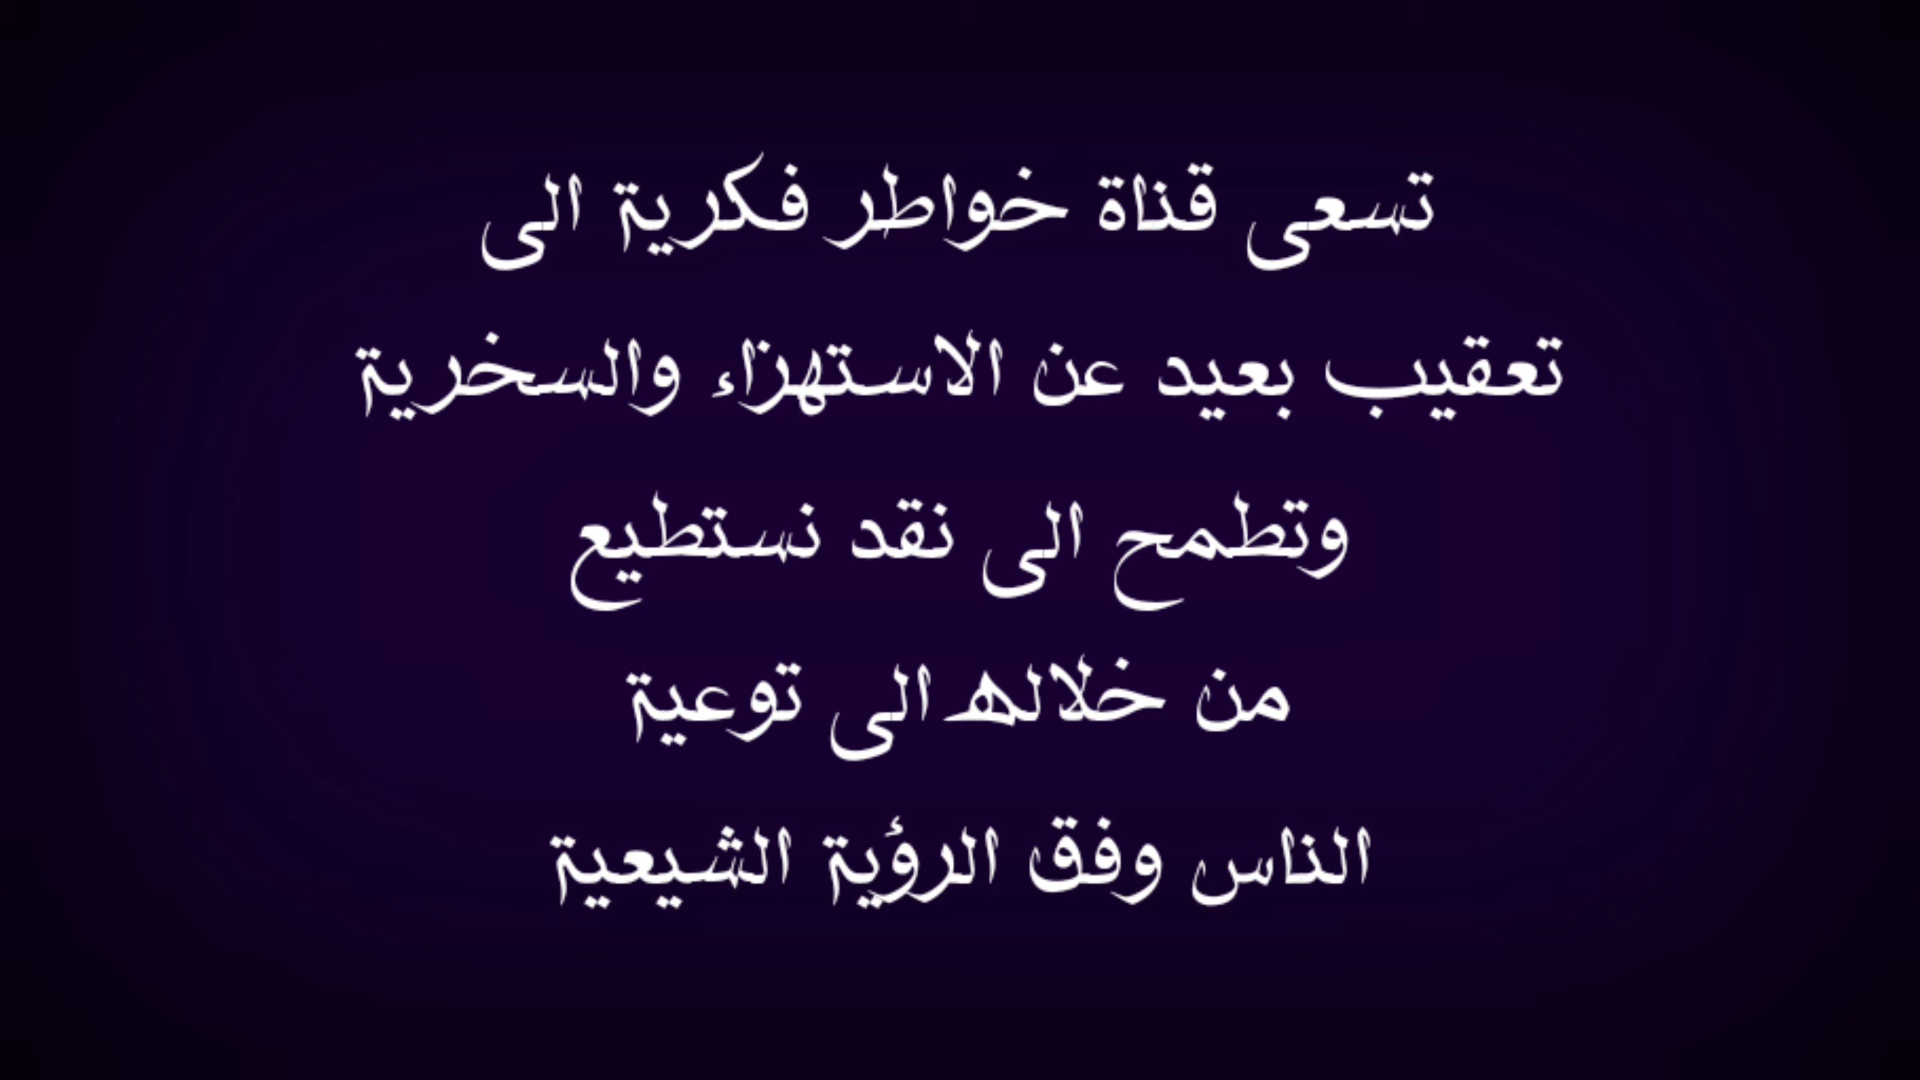 تسعى قناة خواطر فكرية الى
تعقيب بعيد عن الاستهزاء والسخرية
وتطمح الى نقد نستطيع
من خلاله الى توعية
الناس وفق الرؤية الشيعية